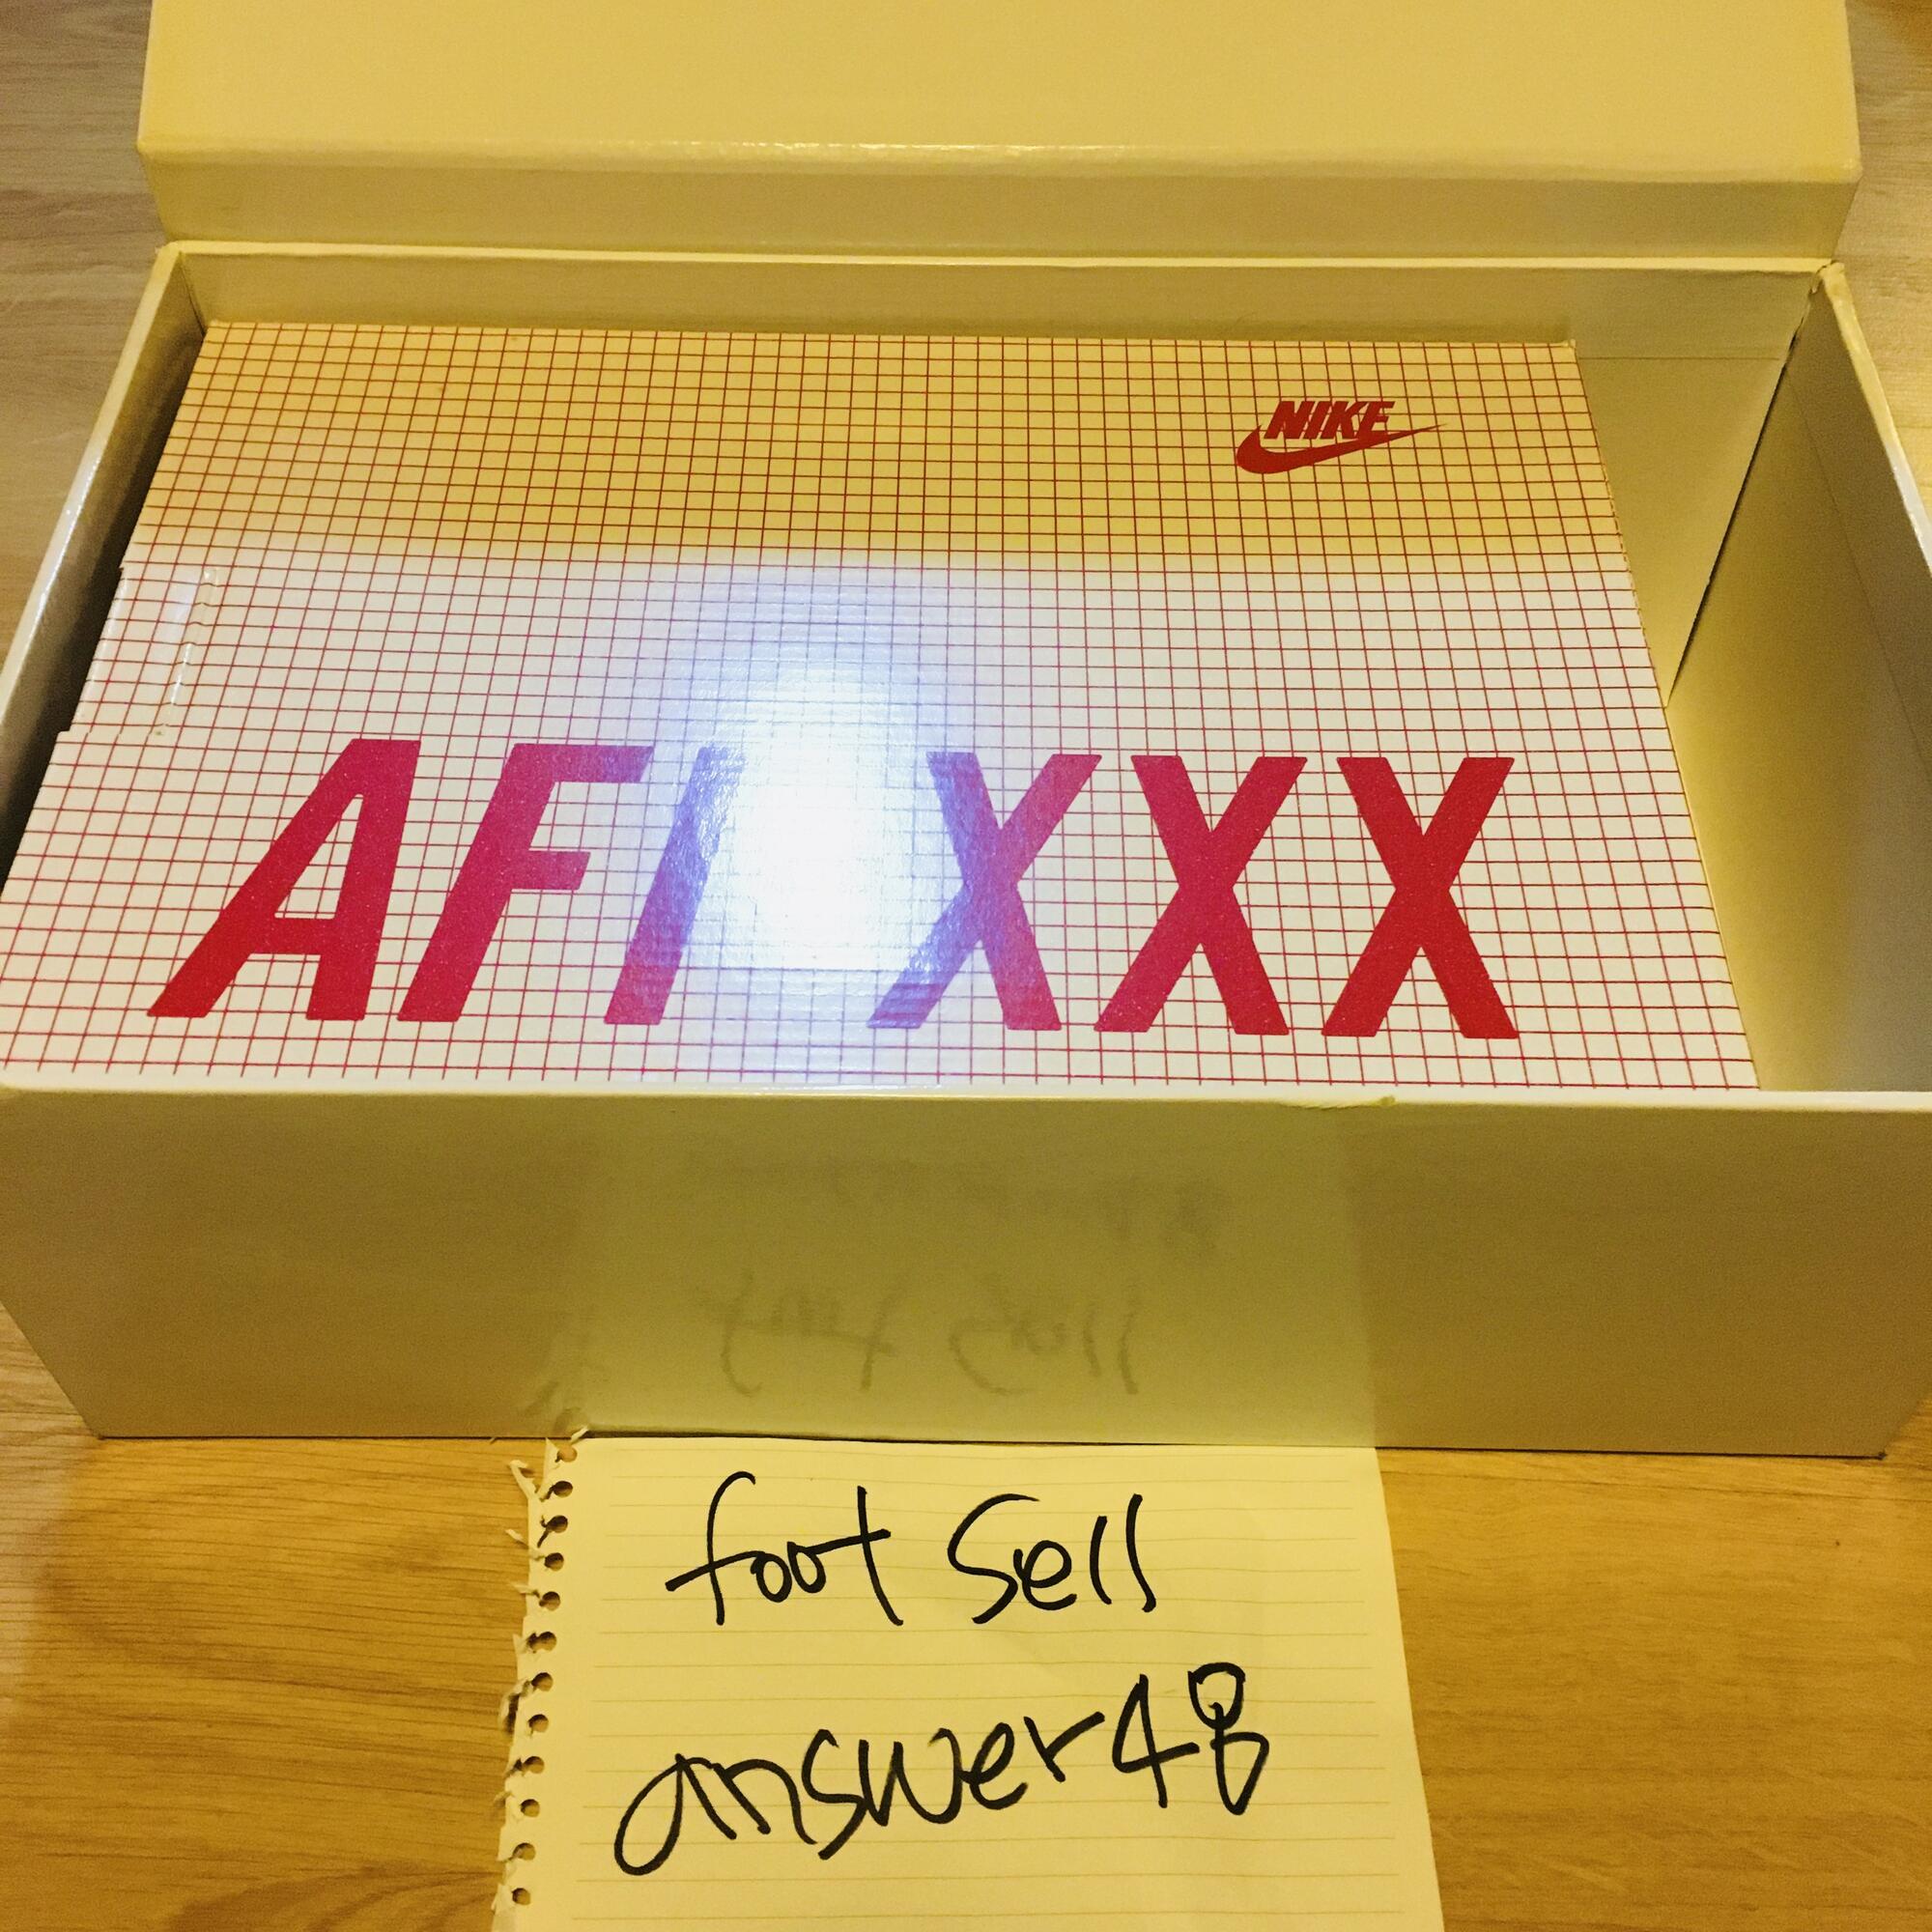 NIKE
AF1 XXX
foot sell
answer48